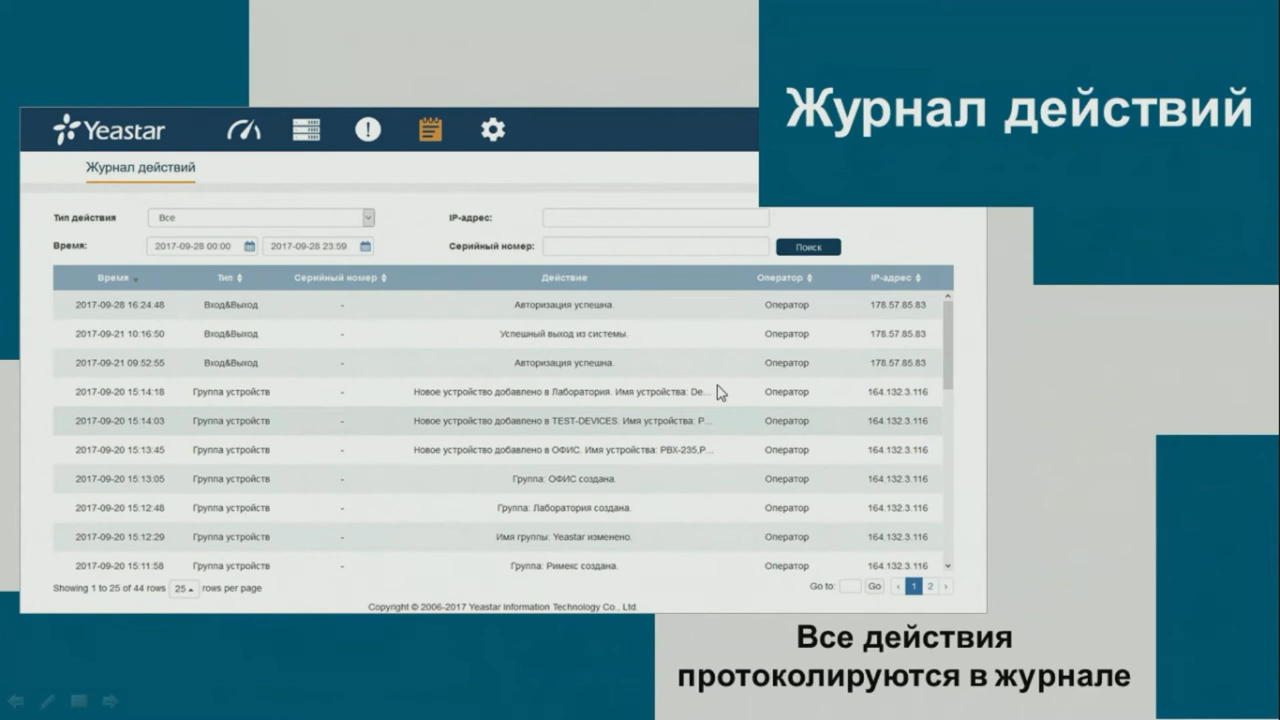 Журнал действий
Yeastar
Журнал действий
Тип действия Все IP-адрес:
Время: 2017-09-28 00:00 2017-09-28 23:59 Серийный номер: Поиск
Время Тип Серийный номер Действие Оператор IP-адрес
2017-09-28 16:24:48 Вход&Выход - Авторизация успешна. Оператор 178.57.85.83
2017-09-21 10:16:50 Вход&Выход - Успешный выход из системы. Оператор 178.57.85.83
2017-09-21 09:52:55 Вход&Выход - Авторизация успешна. Оператор 178.57.85.83
2017-09-20 15:14:18 Группа устройств - Новое устройство добавлено в Лаборатория. Имя устройства: De... Оператор 164.132.3.116
2017-09-20 15:14:03 Группа устройств - Новое устройство добавлено в TEST-DEVICES. Имя устройства: P... Оператор 164.132.3.116
2017-09-20 15:13:45 Группа устройств - Новое устройство добавлено в ОФИС. Имя устройства: PBX-235,P... Оператор 164.132.3.116
2017-09-20 15:13:05 Группа устройств - Группа: ОФИС создана. Оператор 164.132.3.116
2017-09-20 15:12:48 Группа устройств - Группа: Лаборатория создана. Оператор 164.132.3.116
2017-09-20 15:12:29 Группа устройств - Имя группы: Yeastar изменено. Оператор 164.132.3.116
2017-09-20 15:11:58 Группа устройств - Группа: Римекс создана. Оператор 164.132.3.116
Showing 1 to 25 of 44 rows 25 rows per page Go to: Go ‹ 1 2 ›
Copyright © 2006-2017 Yeastar Information Technology Co., Ltd.
Все действия
протоколируются в журнале